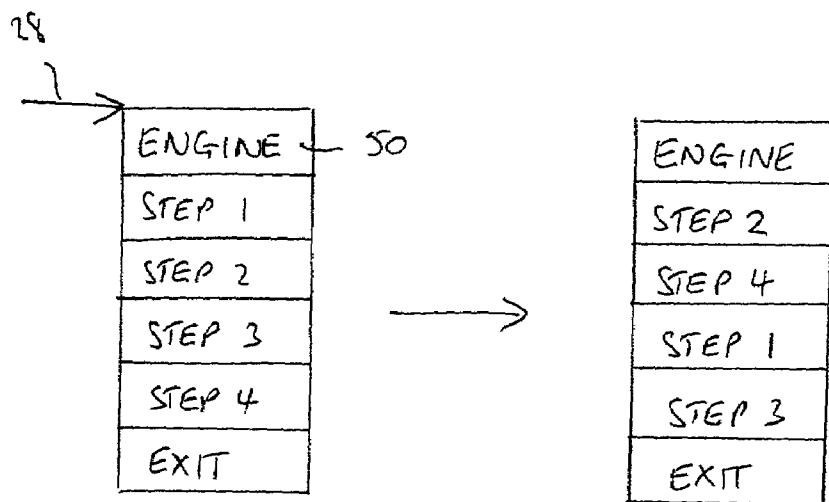 28
ENGINE 50
STEP 1
STEP 2
STEP 3
STEP 4
EXIT
ENGINE
STEP 2
STEP 4
STEP 1
STEP 3
EXIT